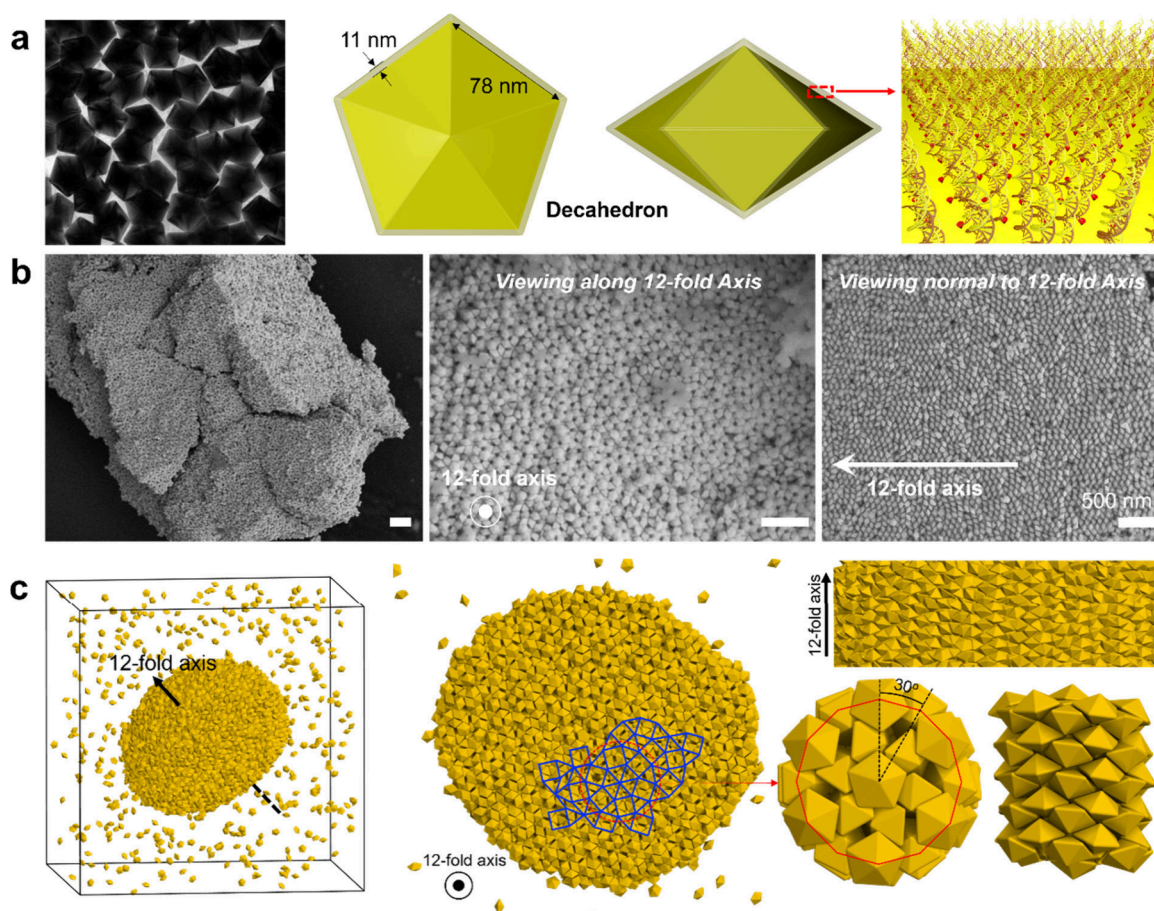 a
11 nm
78 nm
Decahedron
b
Viewing along 12-fold Axis
12-fold axis
Viewing normal to 12-fold Axis
12-fold axis
500 nm
c
12-fold axis
12-fold axis
12-fold axis
30º